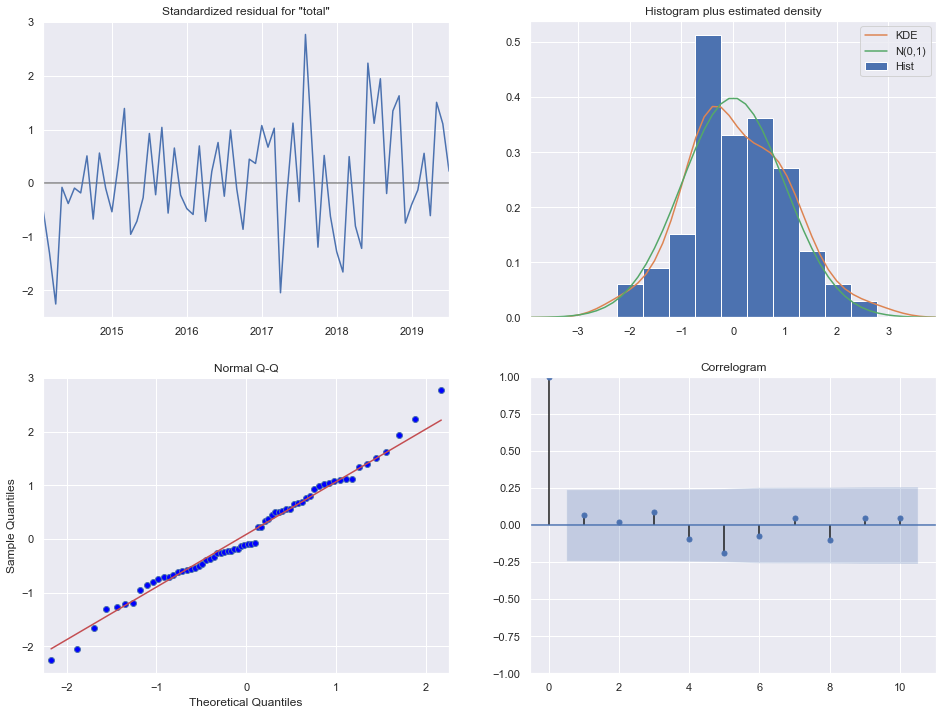 Standardized residual for "total"
3
2
1
0
−1
−2
2015 2016 2017 2018 2019
Histogram plus estimated density
KDE
N(0,1)
Hist
0.5
0.4
0.3
0.2
0.1
0.0
−3 −2 −1 0 1 2 3
Normal Q-Q
Sample Quantiles
3
2
1
0
−1
−2
−2 −1 0 1 2
Theoretical Quantiles
Correlogram
1.00
0.75
0.50
0.25
0.00
−0.25
−0.50
−0.75
−1.00
0 2 4 6 8 10